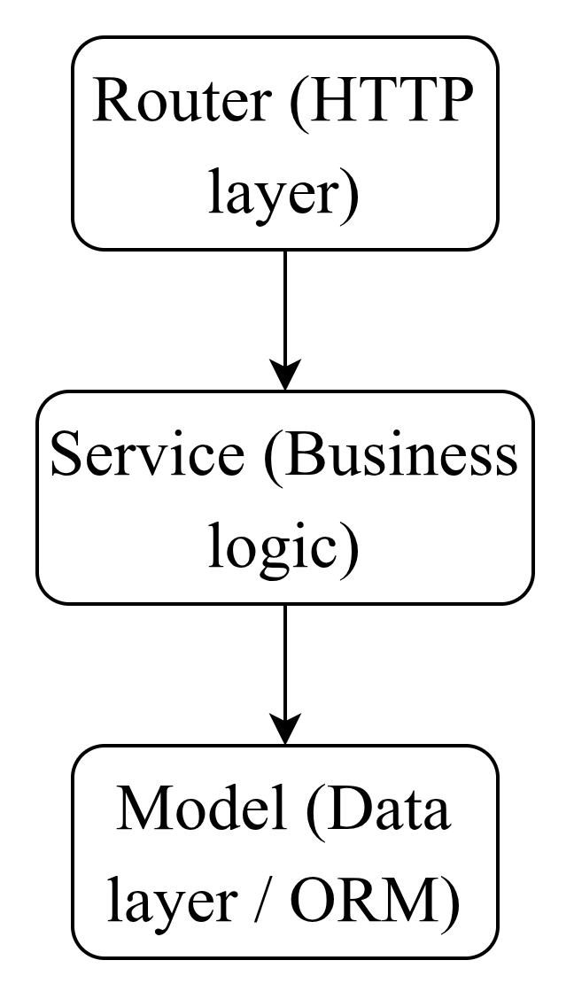 Router (HTTP
layer)
Service (Business
logic)
Model (Data
layer / ORM)